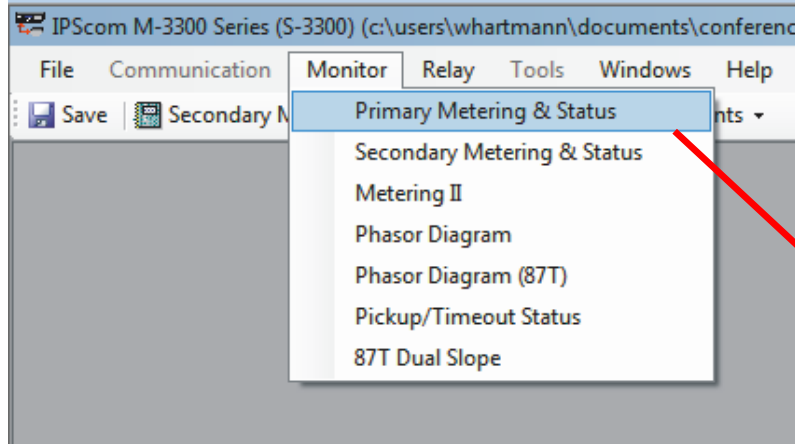 IPScom M-3300 Series (S-3300) (c:\users\whartmann\documents\conferenc
File Communication Monitor Relay Tools Windows Help
Save Secondary M nts
Primary Metering & Status
Secondary Metering & Status
Metering II
Phasor Diagram
Phasor Diagram (87T)
Pickup/Timeout Status
87T Dual Slope